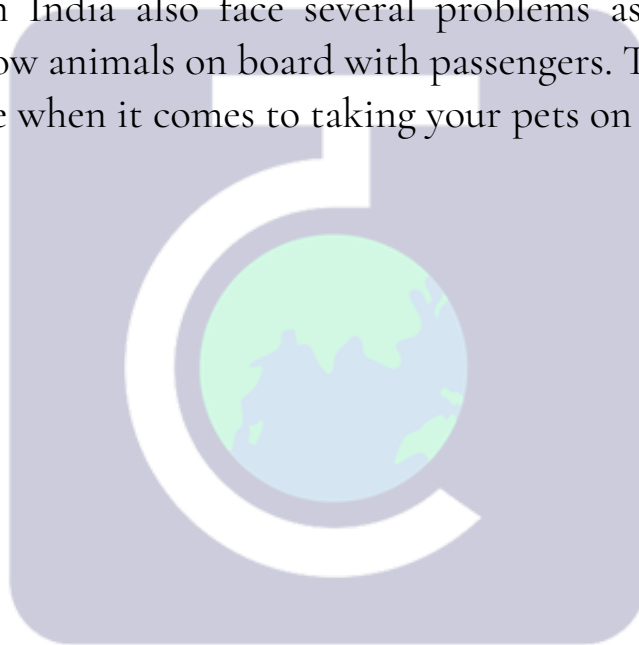 India also face several problems as
animals on board with passengers.
when it comes to taking your pets on